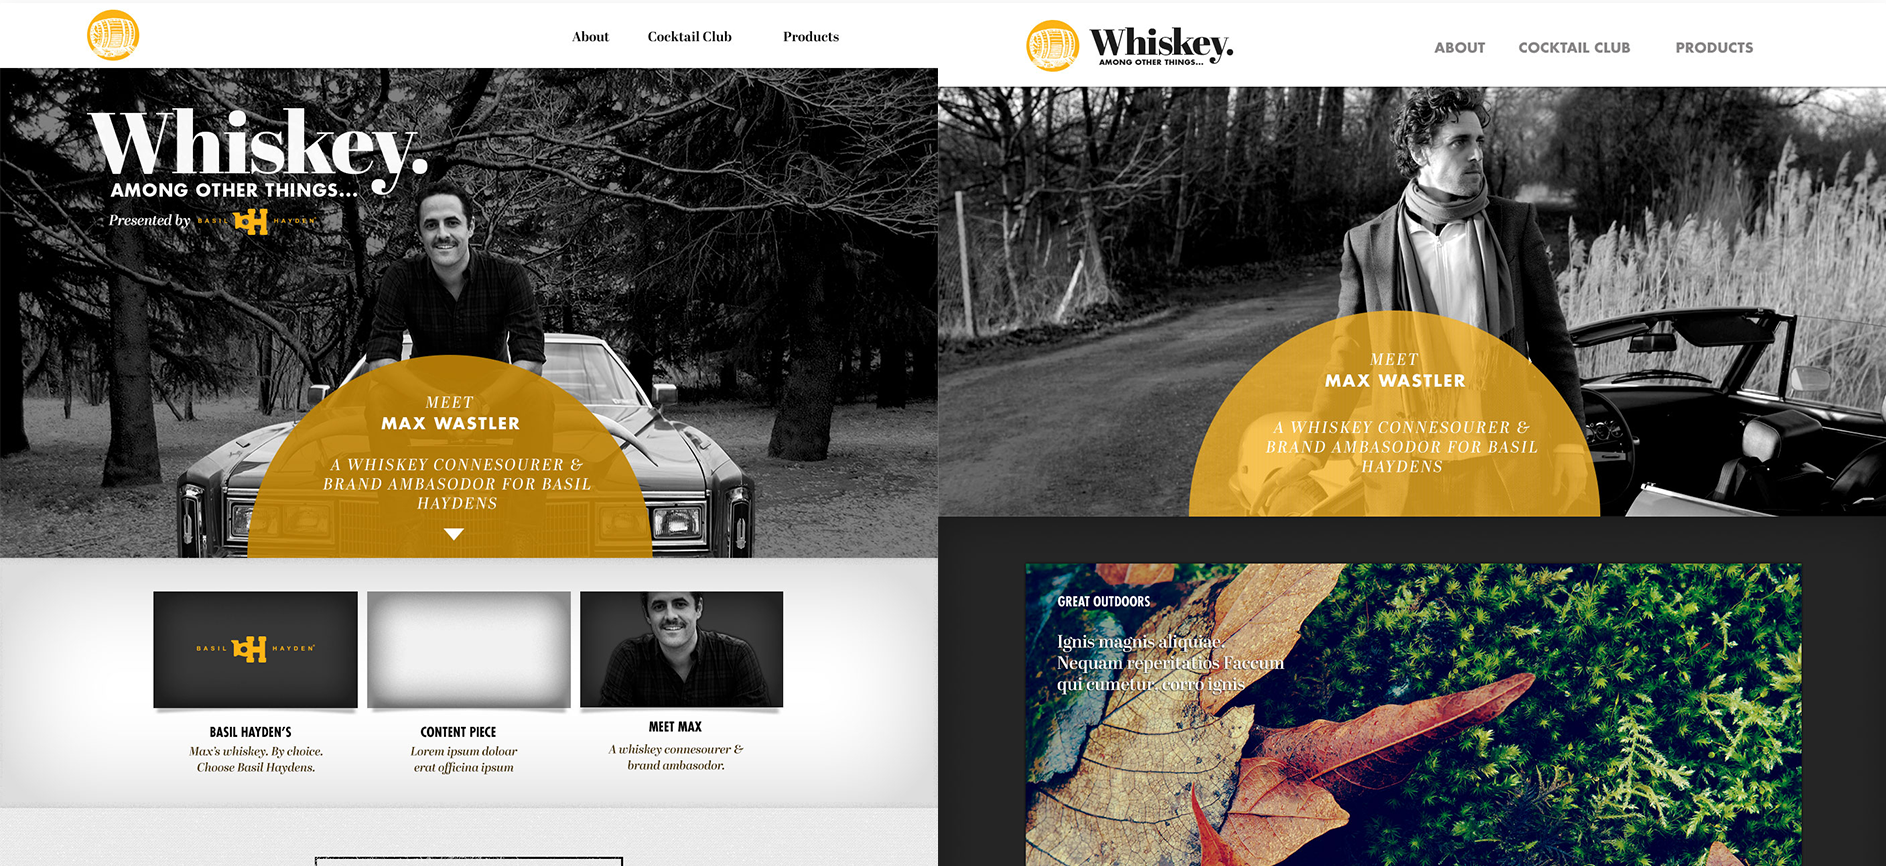 About Cocktail Club Products
Whiskey.
AMONG OTHER THINGS...
Presented by BASIL HAYDEN
MEET
MAX WASTLER
A WHISKEY CONNESOURER &
BRAND AMBASODOR FOR BASIL
HAYDENS
BASIL HAYDEN
BASIL HAYDEN'S
Max's whiskey. By choice.
Choose Basil Haydens.
CONTENT PIECE
Lorem ipsum doloar
erat officina ipsum
MEET MAX
A whiskey connesourer &
brand ambasodor.
Whiskey.
AMONG OTHER THINGS...
ABOUT COCKTAIL CLUB PRODUCTS
MEET
MAX WASTLER
A WHISKEY CONNESOURER &
BRAND AMBASODOR FOR BASIL
HAYDENS
GREAT OUTDOORS
Ignis magnis aliquiae.
Nequam reperitatios Faccum
qui cumetur, corro ignis